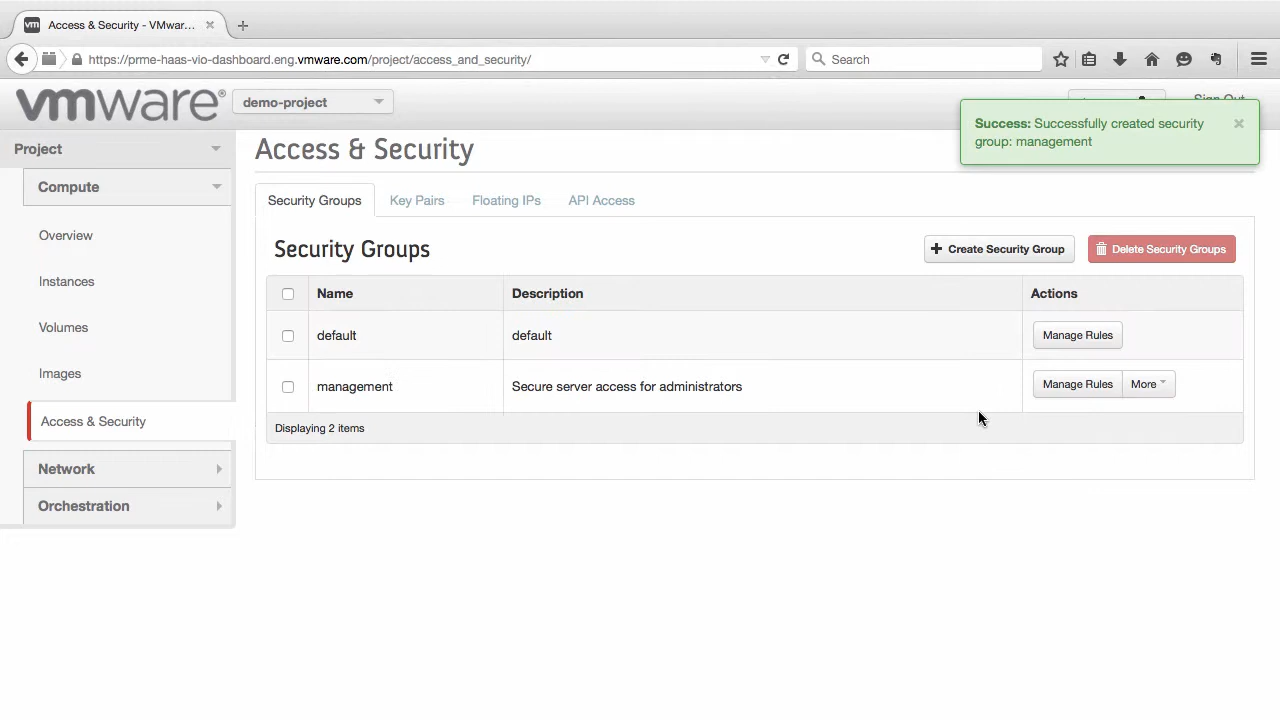 Access & Security - VMwar...
https://prme-haas-vio-dashboard.eng.vmware.com/project/access_and_security/
Search
vmware®
demo-project
Sign Out
Success: Successfully created security
group: management
Project
Compute
Overview
Instances
Volumes
Images
Access & Security
Network
Orchestration
Access & Security
Security Groups
Key Pairs
Floating IPs
API Access
Security Groups
Create Security Group
Delete Security Groups
Name
Description
Actions
default
default
Manage Rules
management
Secure server access for administrators
Manage Rules
More
Displaying 2 items